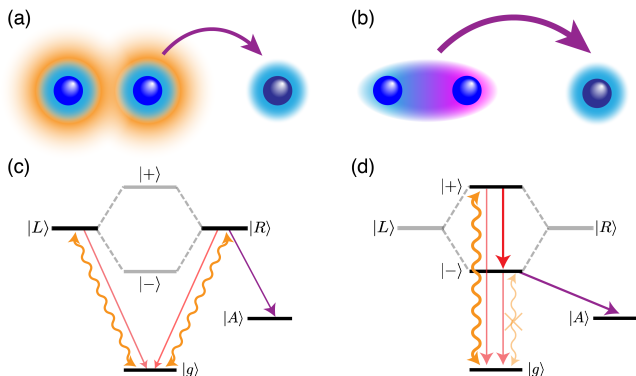 (a)
(b)
(c)
|+⟩
|L⟩
|R⟩
|−⟩
|A⟩
|g⟩
(d)
|+⟩
|L⟩
|R⟩
|−⟩
|A⟩
|g⟩